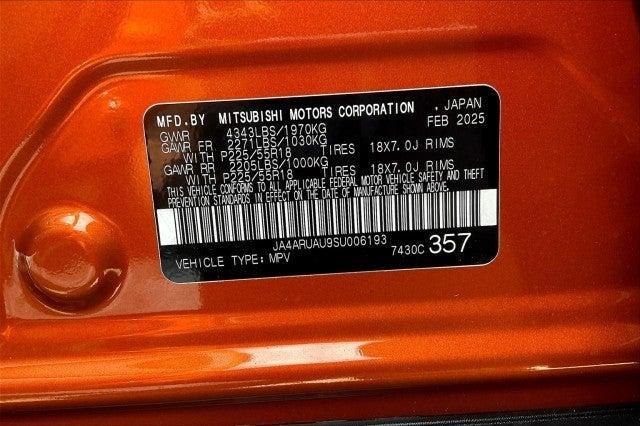 MFD.BY MITSUBISHI MOTORS CORPORATION , JAPAN
GVWR 4343LBS/1970KG FEB 2025
GAWR FR 2271LBS/1030KG
WITH P225/55R18 TIRES 18X7.0J RIMS
GAWR RR 2205LBS/1000KG
WITH P225/55R18 TIRES 18X7.0J RIMS
THIS VEHICLE CONFORMS TO ALL APPLICABLE FEDERAL MOTOR VEHICLE SAFETY AND THEFT
PREVENTION STANDARDS IN EFFECT ON THE DATE OF MANUFACTURE SHOWN ABOVE.
JA4ARUAU9SU006193
VEHICLE TYPE: MPV 7430C 357